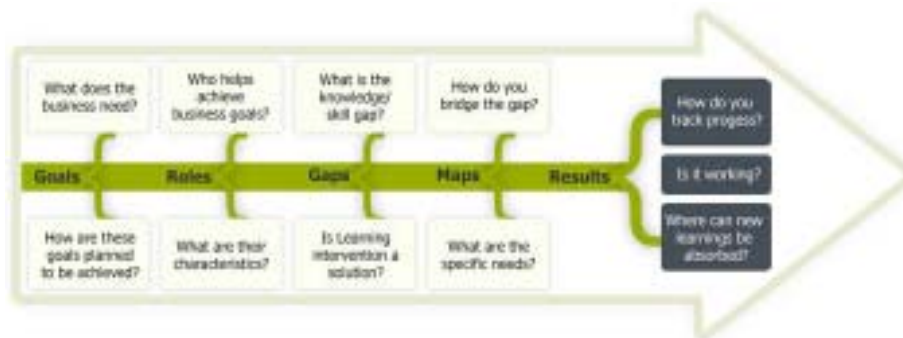 What does the
business need?
Who helps
achieve
business goals?
What is the
knowledge/
skill gap?
How do you
bridge the gap?
How do you
track progess?
Goals
Roles
Gaps
Maps
Results
Is it working?
How are these
goals planned
to be achieved?
What are their
characteristics?
Is Learning
intervention a
solution?
What are the
specific needs?
Where can new
learnings be
absorbed?